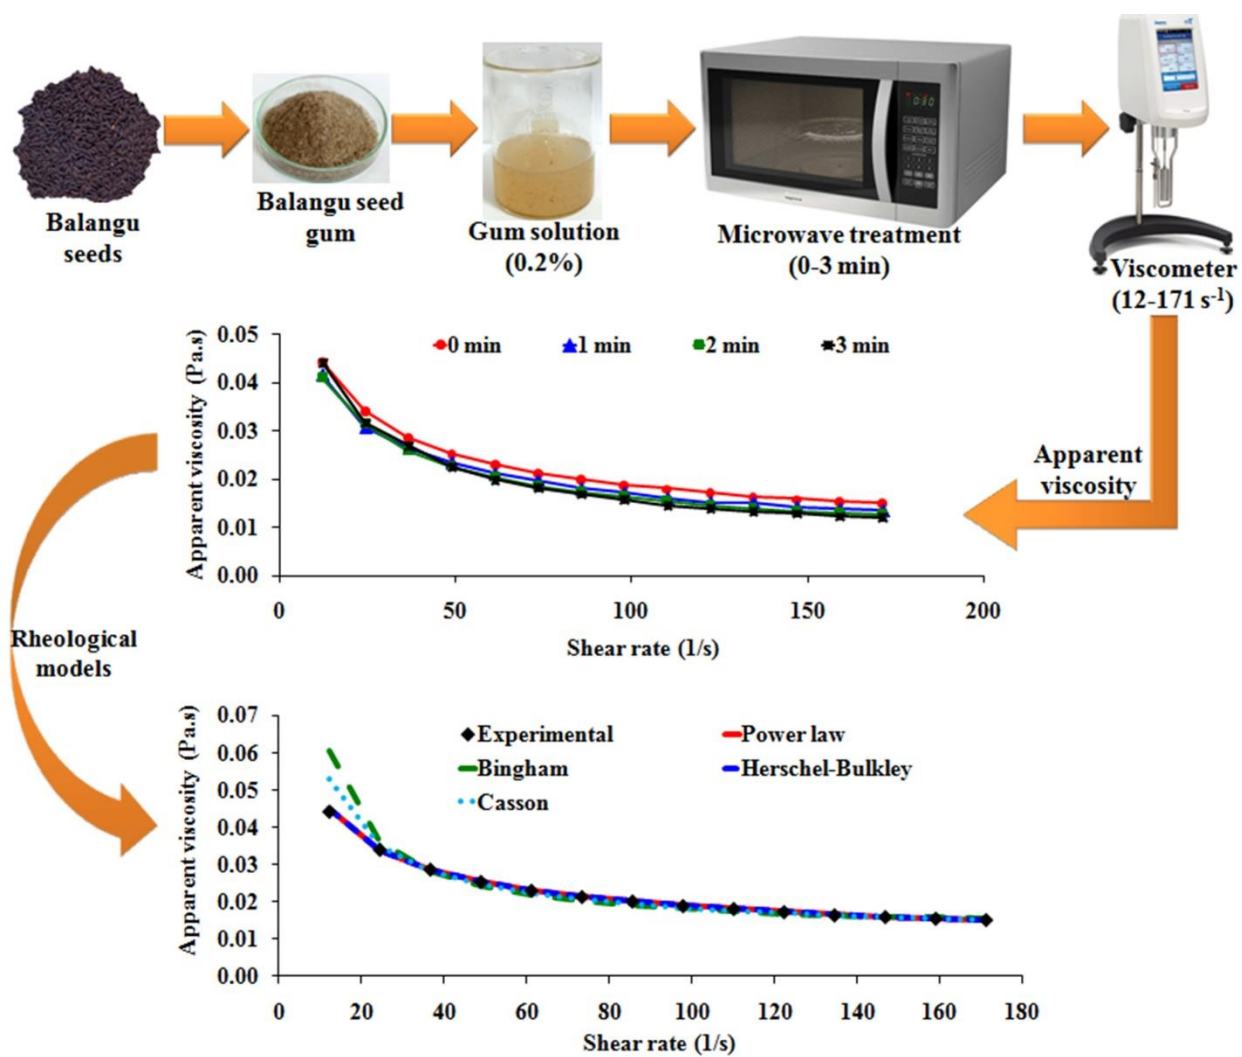 Balangu
seeds
Balangu seed
gum
Gum solution
(0.2%)
Microwave treatment
(0-3 min)
Viscometer
(12-171 s-1)
Apparent
viscosity
Rheological
models
0 min
1 min
2 min
3 min
Apparent viscosity (Pa.s)
0.05
0.04
0.03
0.02
0.01
0.00
0
50
100
150
200
Shear rate (1/s)
Experimental
Power law
Bingham
Herschel-Bulkley
Casson
Apparent viscosity (Pa.s)
0.07
0.06
0.05
0.04
0.03
0.02
0.01
0.00
0
20
40
60
80
100
120
140
160
180
Shear rate (1/s)